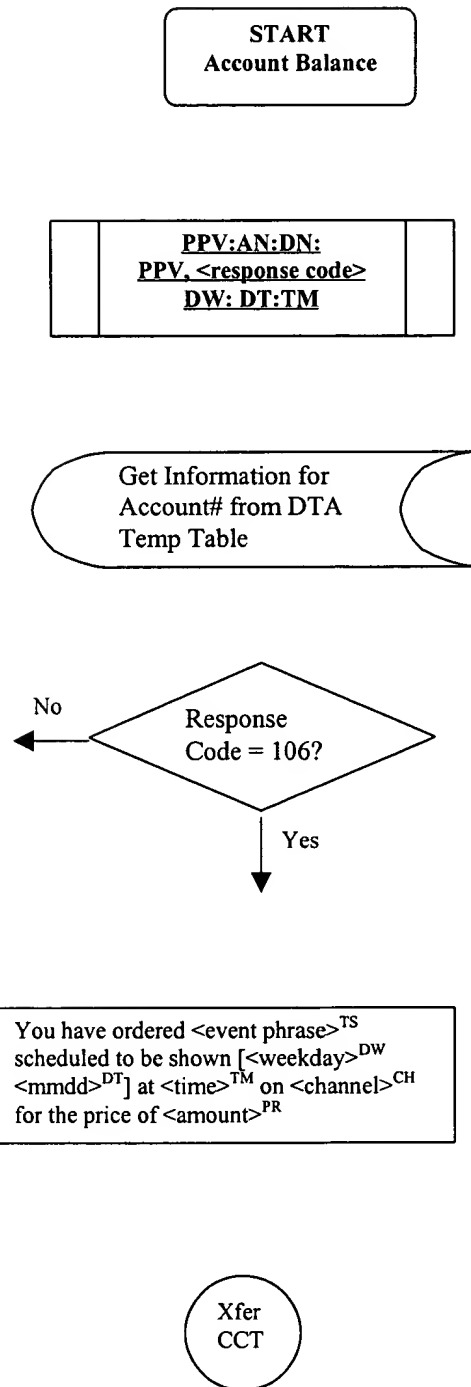 START
Account Balance
PPV:AN:DN:
PPV, <response code>
DW: DT:TM
Get Information for
Account# from DTA
Temp Table
No
Response
Code = 106?
Yes
You have ordered <event phrase>TS
scheduled to be shown [<weekday>DW
<mmdd>DT] at <time>TM on <channel>CH
for the price of <amount>PR
Xfer
CCT